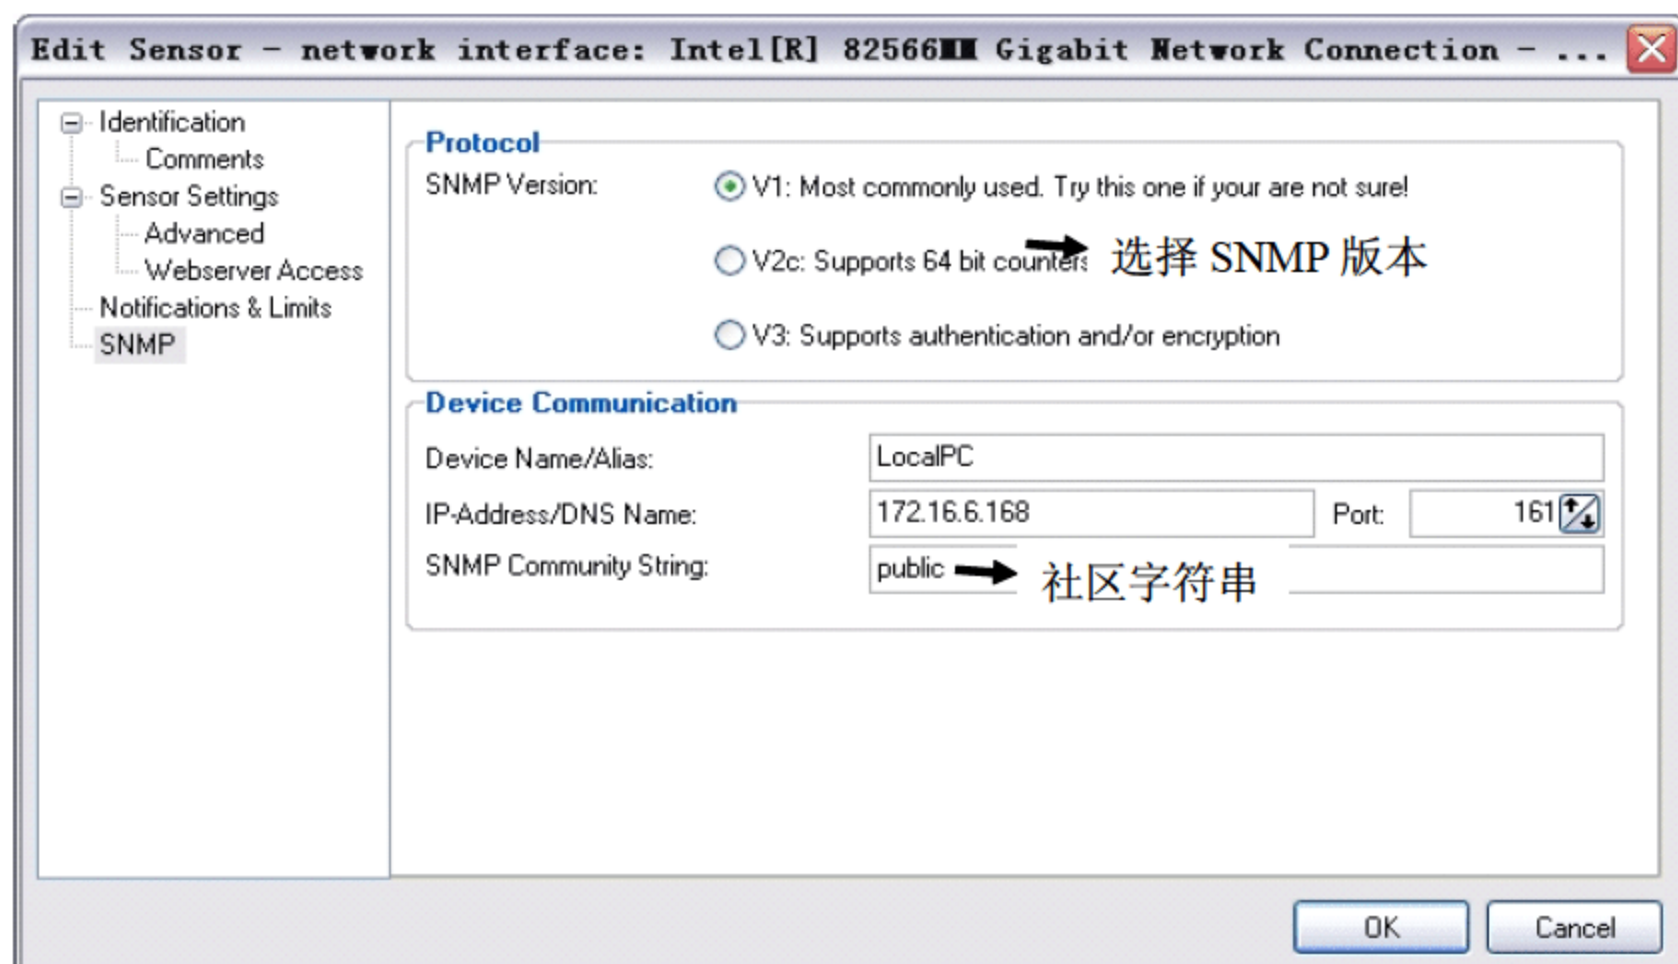 Edit Sensor - network interface: Intel[R] 82566MM Gigabit Network Connection - ...
Identification
Comments
Sensor Settings
Advanced
Webserver Access
Notifications & Limits
SNMP
Protocol
SNMP Version:
V1: Most commonly used. Try this one if your are not sure!
V2c: Supports 64 bit counters
选择 SNMP 版本
V3: Supports authentication and/or encryption
Device Communication
Device Name/Alias:
LocalPC
IP-Address/DNS Name:
172.16.6.168
Port:
161
SNMP Community String:
public
社区字符串
OK
Cancel